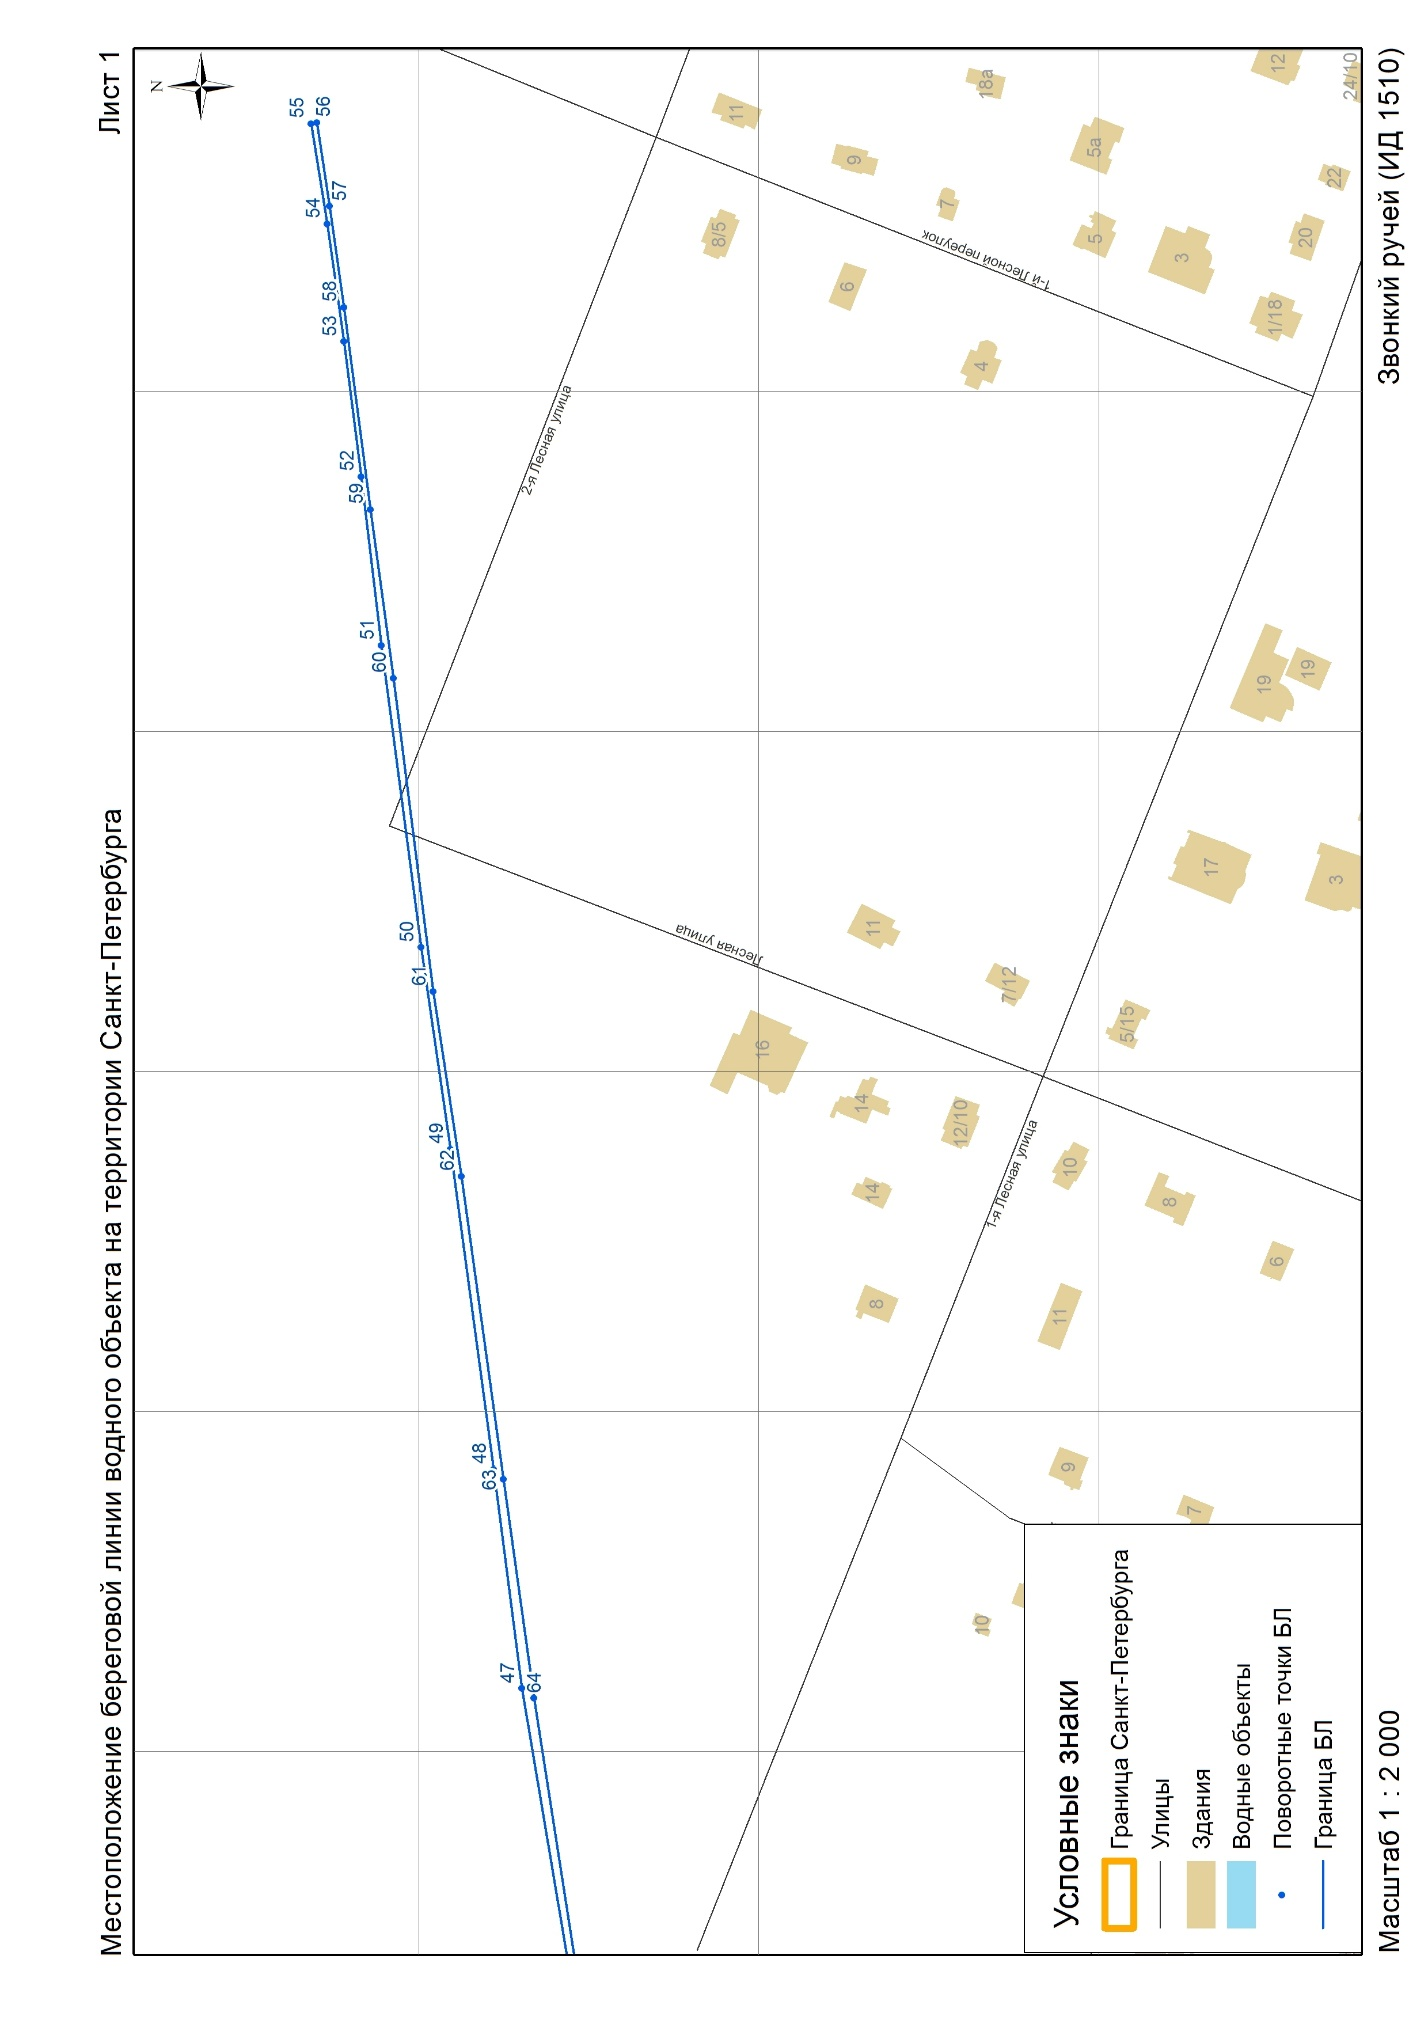 Местоположение береговой линии водного объекта на территории Санкт-Петербурга
Лист 1
N
55
56
54
57
58
53
52
59
51
60
50
61
49
62
48
63
47
64
11
18а
12
24/10
9
8/5
7
5а
22
6
5
20
3
1/18
4
1-й Лесной переулок
2-я Лесная улица
19
19
17
3
11
Лесная улица
7/12
5/15
16
14
12/10
14
10
8
1-я Лесная улица
8
11
6
9
7
10
Условные знаки
Граница Санкт-Петербурга
Улицы
Здания
Водные объекты
Поворотные точки БЛ
Граница БЛ
Масштаб 1 : 2 000
Звонкий ручей (ИД 1510)